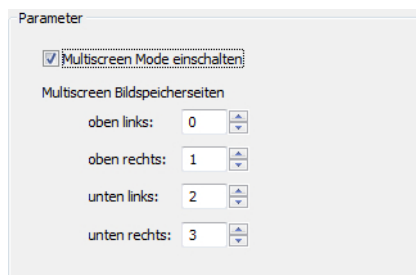 Parameter
Multiscreen Mode einschalten
Multiscreen Bildspeicherseiten
oben links: 0
oben rechts: 1
unten links: 2
unten rechts: 3